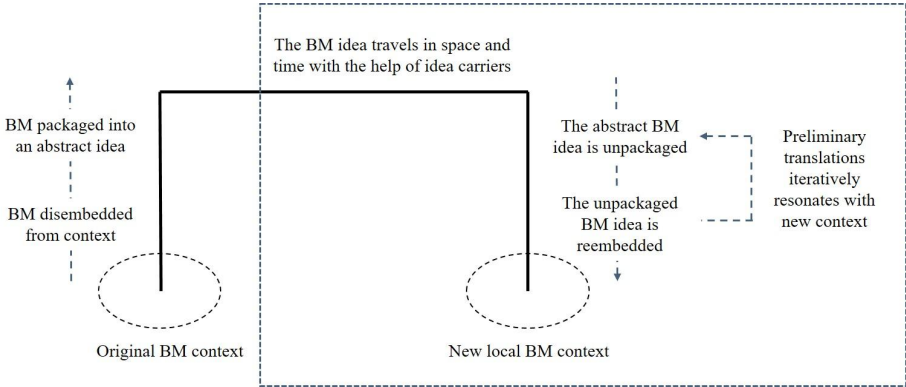 The BM idea travels in space and
time with the help of idea carriers
BM packaged into
an abstract idea
BM disembedded
from context
The abstract BM
idea is unpackaged
The unpackaged
BM idea is
reembedded
Preliminary
translations
iteratively
resonates with
new context
Original BM context
New local BM context